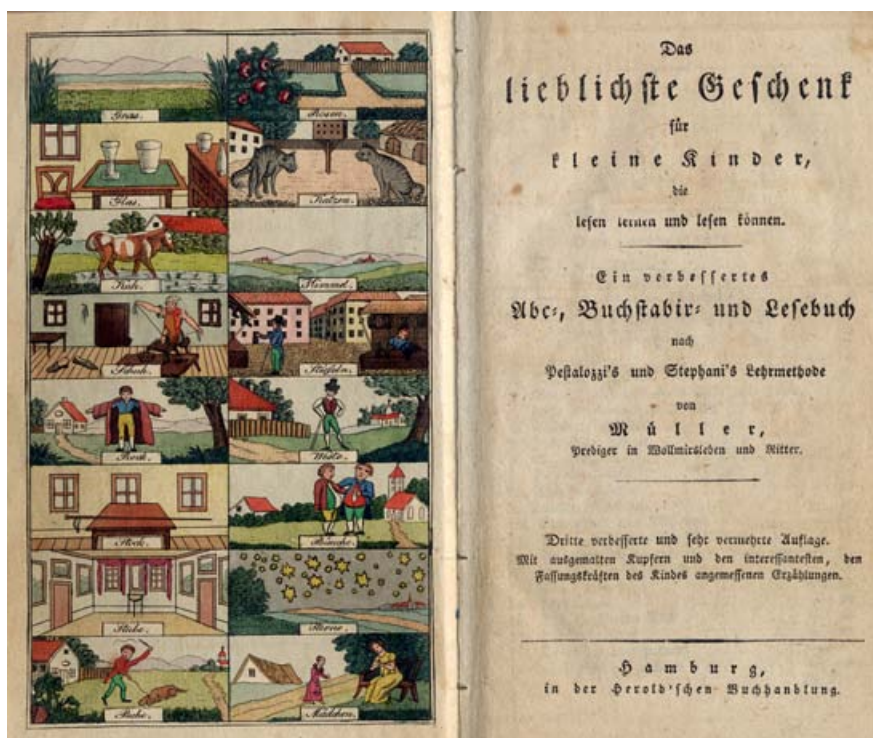 Gras.
Rosen.
Glas.
Katzen.
Kuh.
Himmel.
Schuh.
Stiefeln.
Rock.
Weste.
Stock.
Bäuche.
Stube.
Sterne.
Mädchen.
Das
lieblichſte Geſchenk
für
kleine Kinder,
die
leſen lernen und leſen können.
Ein verbeſſertes
Abc-, Buchſtabir- und Leſebuch
nach
Peſtalozzi's und Stephani's Lehrmethode
von
Müller,
Prediger in Wollmirsleben und Ritter.
Dritte verbeſſerte und ſehr vermehrte Auflage.
Mit ausgemalten Kupfern und den intereſſanteſten, den
Faſſungskräften des Kindes angemeſſenen Erzählungen.
Hamburg,
in der Herold'ſchen Buchhandlung.